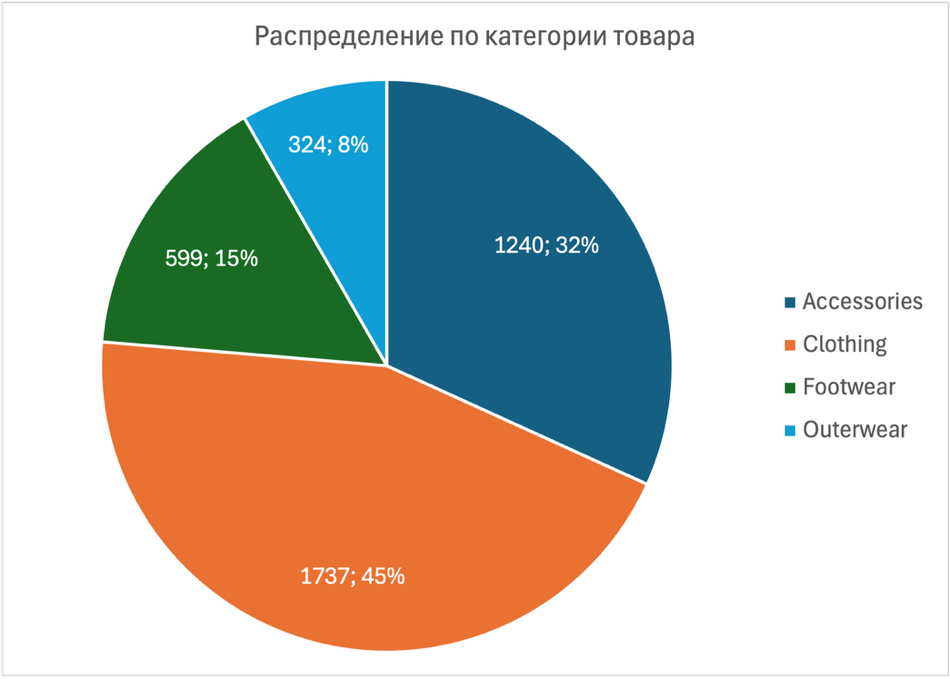 Распределение по категории товара
324; 8%
1240; 32%
599; 15%
1737; 45%
Accessories
Clothing
Footwear
Outerwear